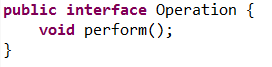 public interface Operation {
    void perform();
}